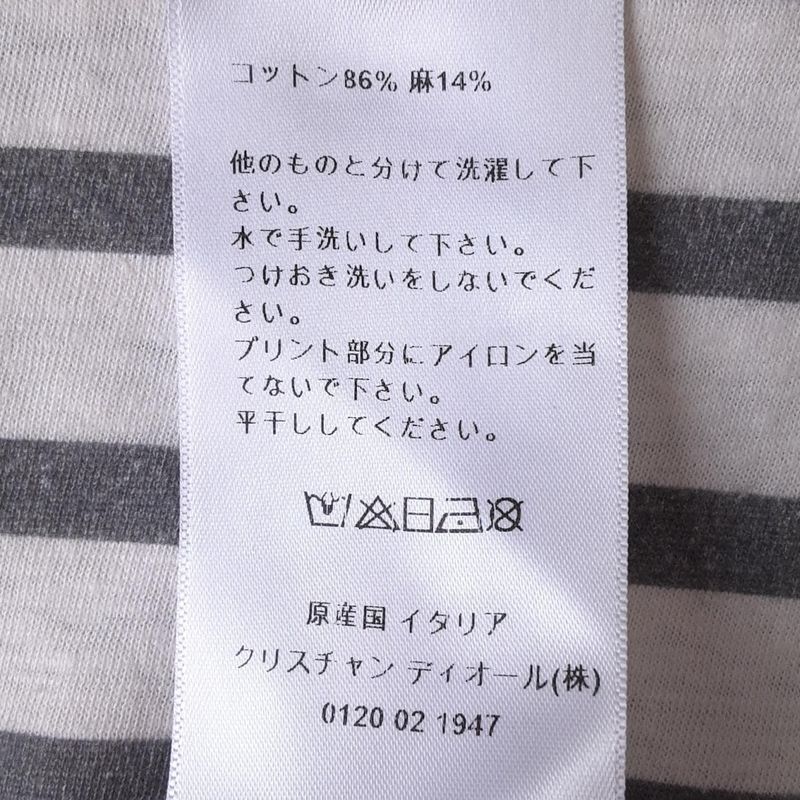 コットン86% 麻14%
他のものと分けて洗濯して下
さい。
水で手洗いして下さい。
つけおき洗いをしないでくだ
さい。
プリント部分にアイロンを当
てないで下さい。
平干ししてください。
原産国 イタリア
クリスチャン ディオール(株)
0120 02 1947